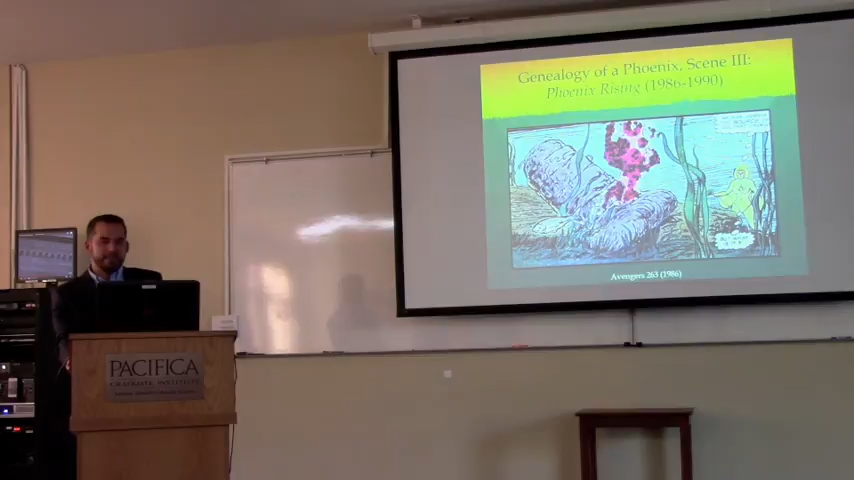 Genealogy of a Phoenix, Scene III:
Phoenix Rising (1986-1990)
Avengers 263 (1986)
PACIFICA
GRADUATE INSTITUTE